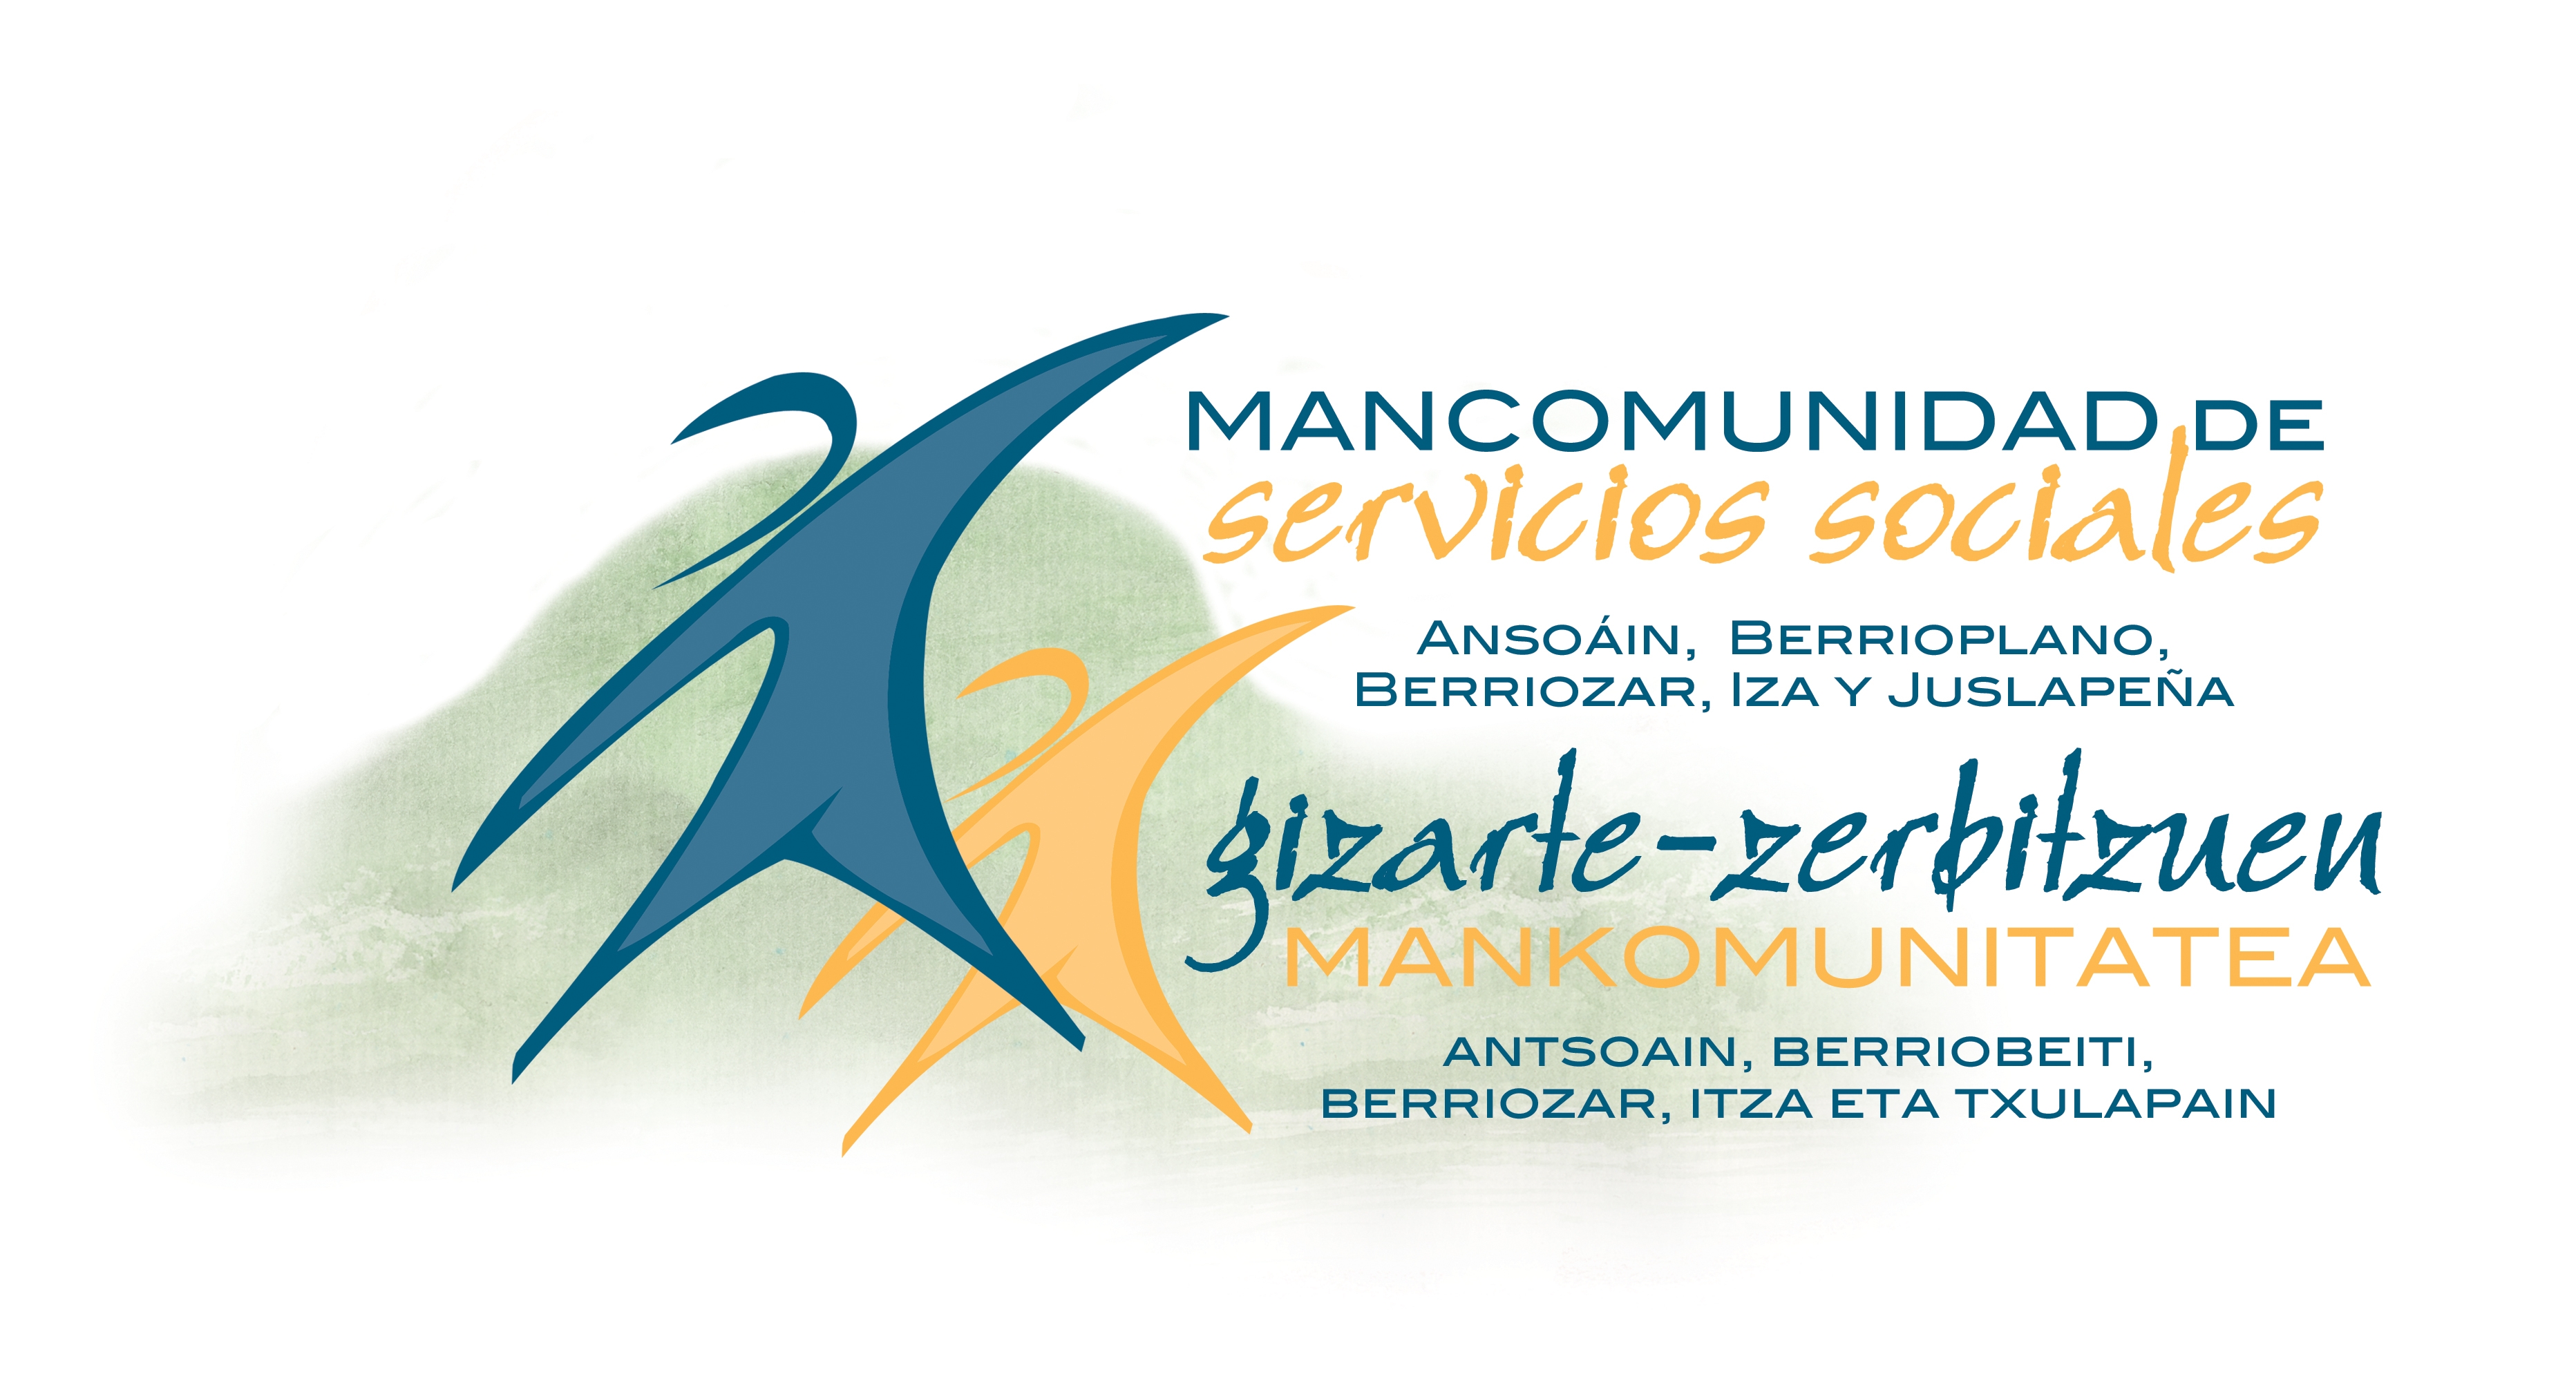 MANCOMUNIDAD DE
servicios sociales
Ansoáin, Berrioplano,
Berriozar, Iza y Juslapeña
gizarte-zerbitzuen
MANKOMUNITATEA
ANTSOAIN, BERRIOBEITI,
BERRIOZAR, ITZA ETA TXULAPAIN